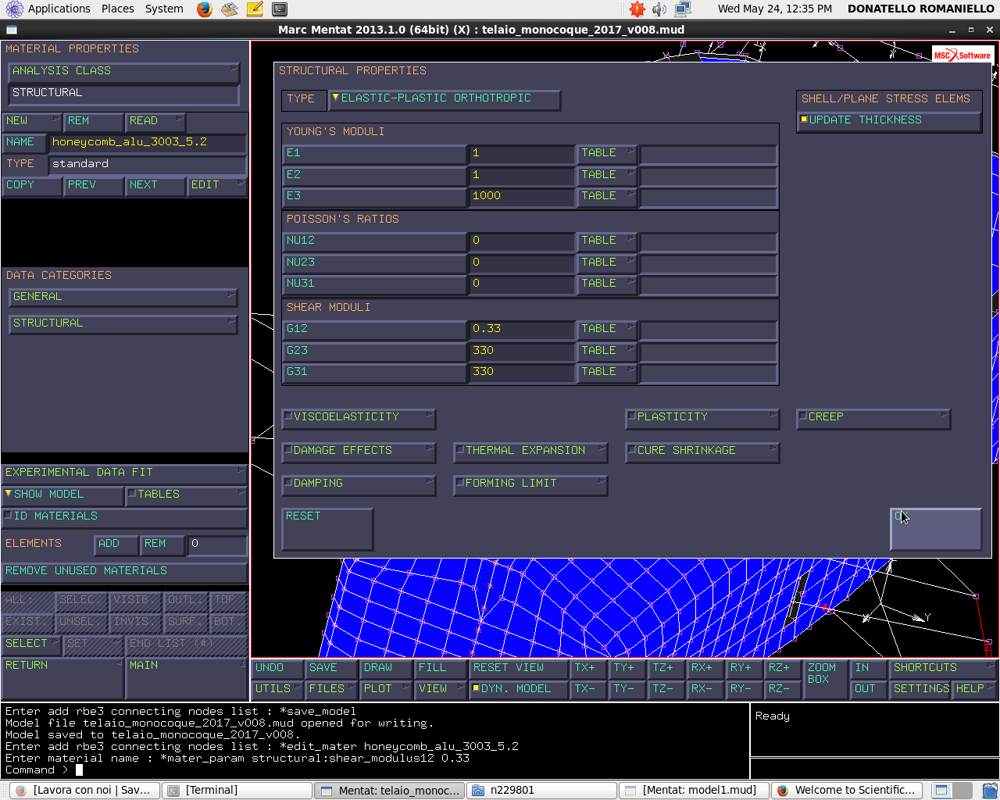 Applications Places System
Wed May 24, 12:35 PM DONATELLO ROMANIELLO
Marc Mentat 2013.1.0 (64bit) (X) : telaio_monocoque_2017_v008.mud
MATERIAL PROPERTIES
ANALYSIS CLASS
STRUCTURAL
NEW REM READ
NAME honeycomb_alu_3003_5.2
TYPE standard
COPY PREV NEXT EDIT
DATA CATEGORIES
GENERAL
STRUCTURAL
EXPERIMENTAL DATA FIT
SHOW MODEL TABLES
ID MATERIALS
ELEMENTS ADD REM 0
REMOVE UNUSED MATERIALS
ALL: SELEC VISIB OUTL. TOP
EXIST. UNSEL INVIS. SURF. BOT
SELECT SET END LIST (#)
RETURN MAIN
MSC Software
STRUCTURAL PROPERTIES
TYPE ELASTIC-PLASTIC ORTHOTROPIC
SHELL/PLANE STRESS ELEMS
UPDATE THICKNESS
YOUNG'S MODULI
E1 1 TABLE
E2 1 TABLE
E3 1000 TABLE
POISSON'S RATIOS
NU12 0 TABLE
NU23 0 TABLE
NU31 0 TABLE
SHEAR MODULI
G12 0.33 TABLE
G23 330 TABLE
G31 330 TABLE
VISCOELASTICITY PLASTICITY CREEP
DAMAGE EFFECTS THERMAL EXPANSION CURE SHRINKAGE
DAMPING FORMING LIMIT
RESET OK
Y
UNDO SAVE DRAW FILL RESET VIEW TX+ TY+ TZ+ RX+ RY+ RZ+ ZOOM BOX IN SHORTCUTS
UTILS FILES PLOT VIEW DYN. MODEL TX- TY- TZ- RX- RY- RZ- OUT SETTINGS HELP
Enter add rbe3 connecting nodes list : *save_model
Model file telaio_monocoque_2017_v008.mud opened for writing.
Model saved to telaio_monocoque_2017_v008.
Enter add rbe3 connecting nodes list : *edit_mater honeycomb_alu_3003_5.2
Enter material name : *mater_param structural:shear_modulus12 0.33
Command >
Ready
[Lavora con noi | Sav... [Terminal] Mentat: telaio_monoc... n229801 [Mentat: model1.mud] Welcome to Scientific...